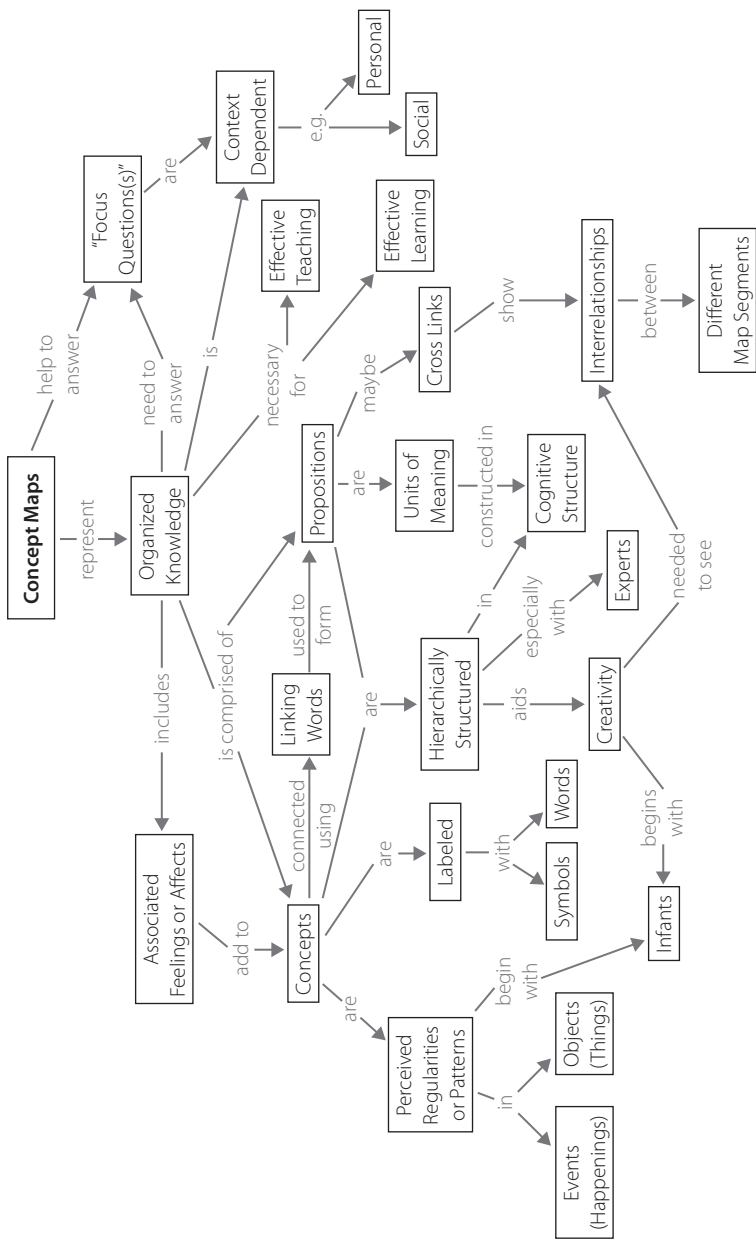 Concept Maps
help to
answer
represent
"Focus
Questions(s)"
need to
answer
are
Organized
Knowledge
is
Context
Dependent
e.g.
Personal
Social
includes
is comprised of
necessary
for
Effective
Teaching
Effective
Learning
Associated
Feelings or Affects
add to
Concepts
connected
using
Linking
Words
used to
form
Propositions
maybe
Cross Links
show
are
Units of
Meaning
constructed in
are
are
are
Perceived
Regularities
or Patterns
Labeled
with
Symbols
Words
Hierarchically
Structured
in
Cognitive
Structure
especially
with
Experts
aids
Creativity
Interrelationships
between
Different
Map Segments
needed
to see
begins
with
begin
with
Infants
in
Events
(Happenings)
Objects
(Things)